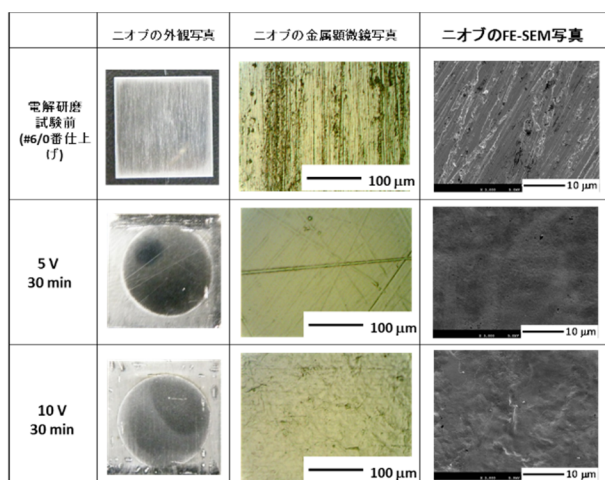 ニオブの外観写真
ニオブの金属顕微鏡写真
ニオブのFE-SEM写真
電解研磨
試験前
(#6/0番仕上
げ)
100 μm
10 μm
5 V
30 min
100 μm
10 μm
10 V
30 min
100 μm
10 μm